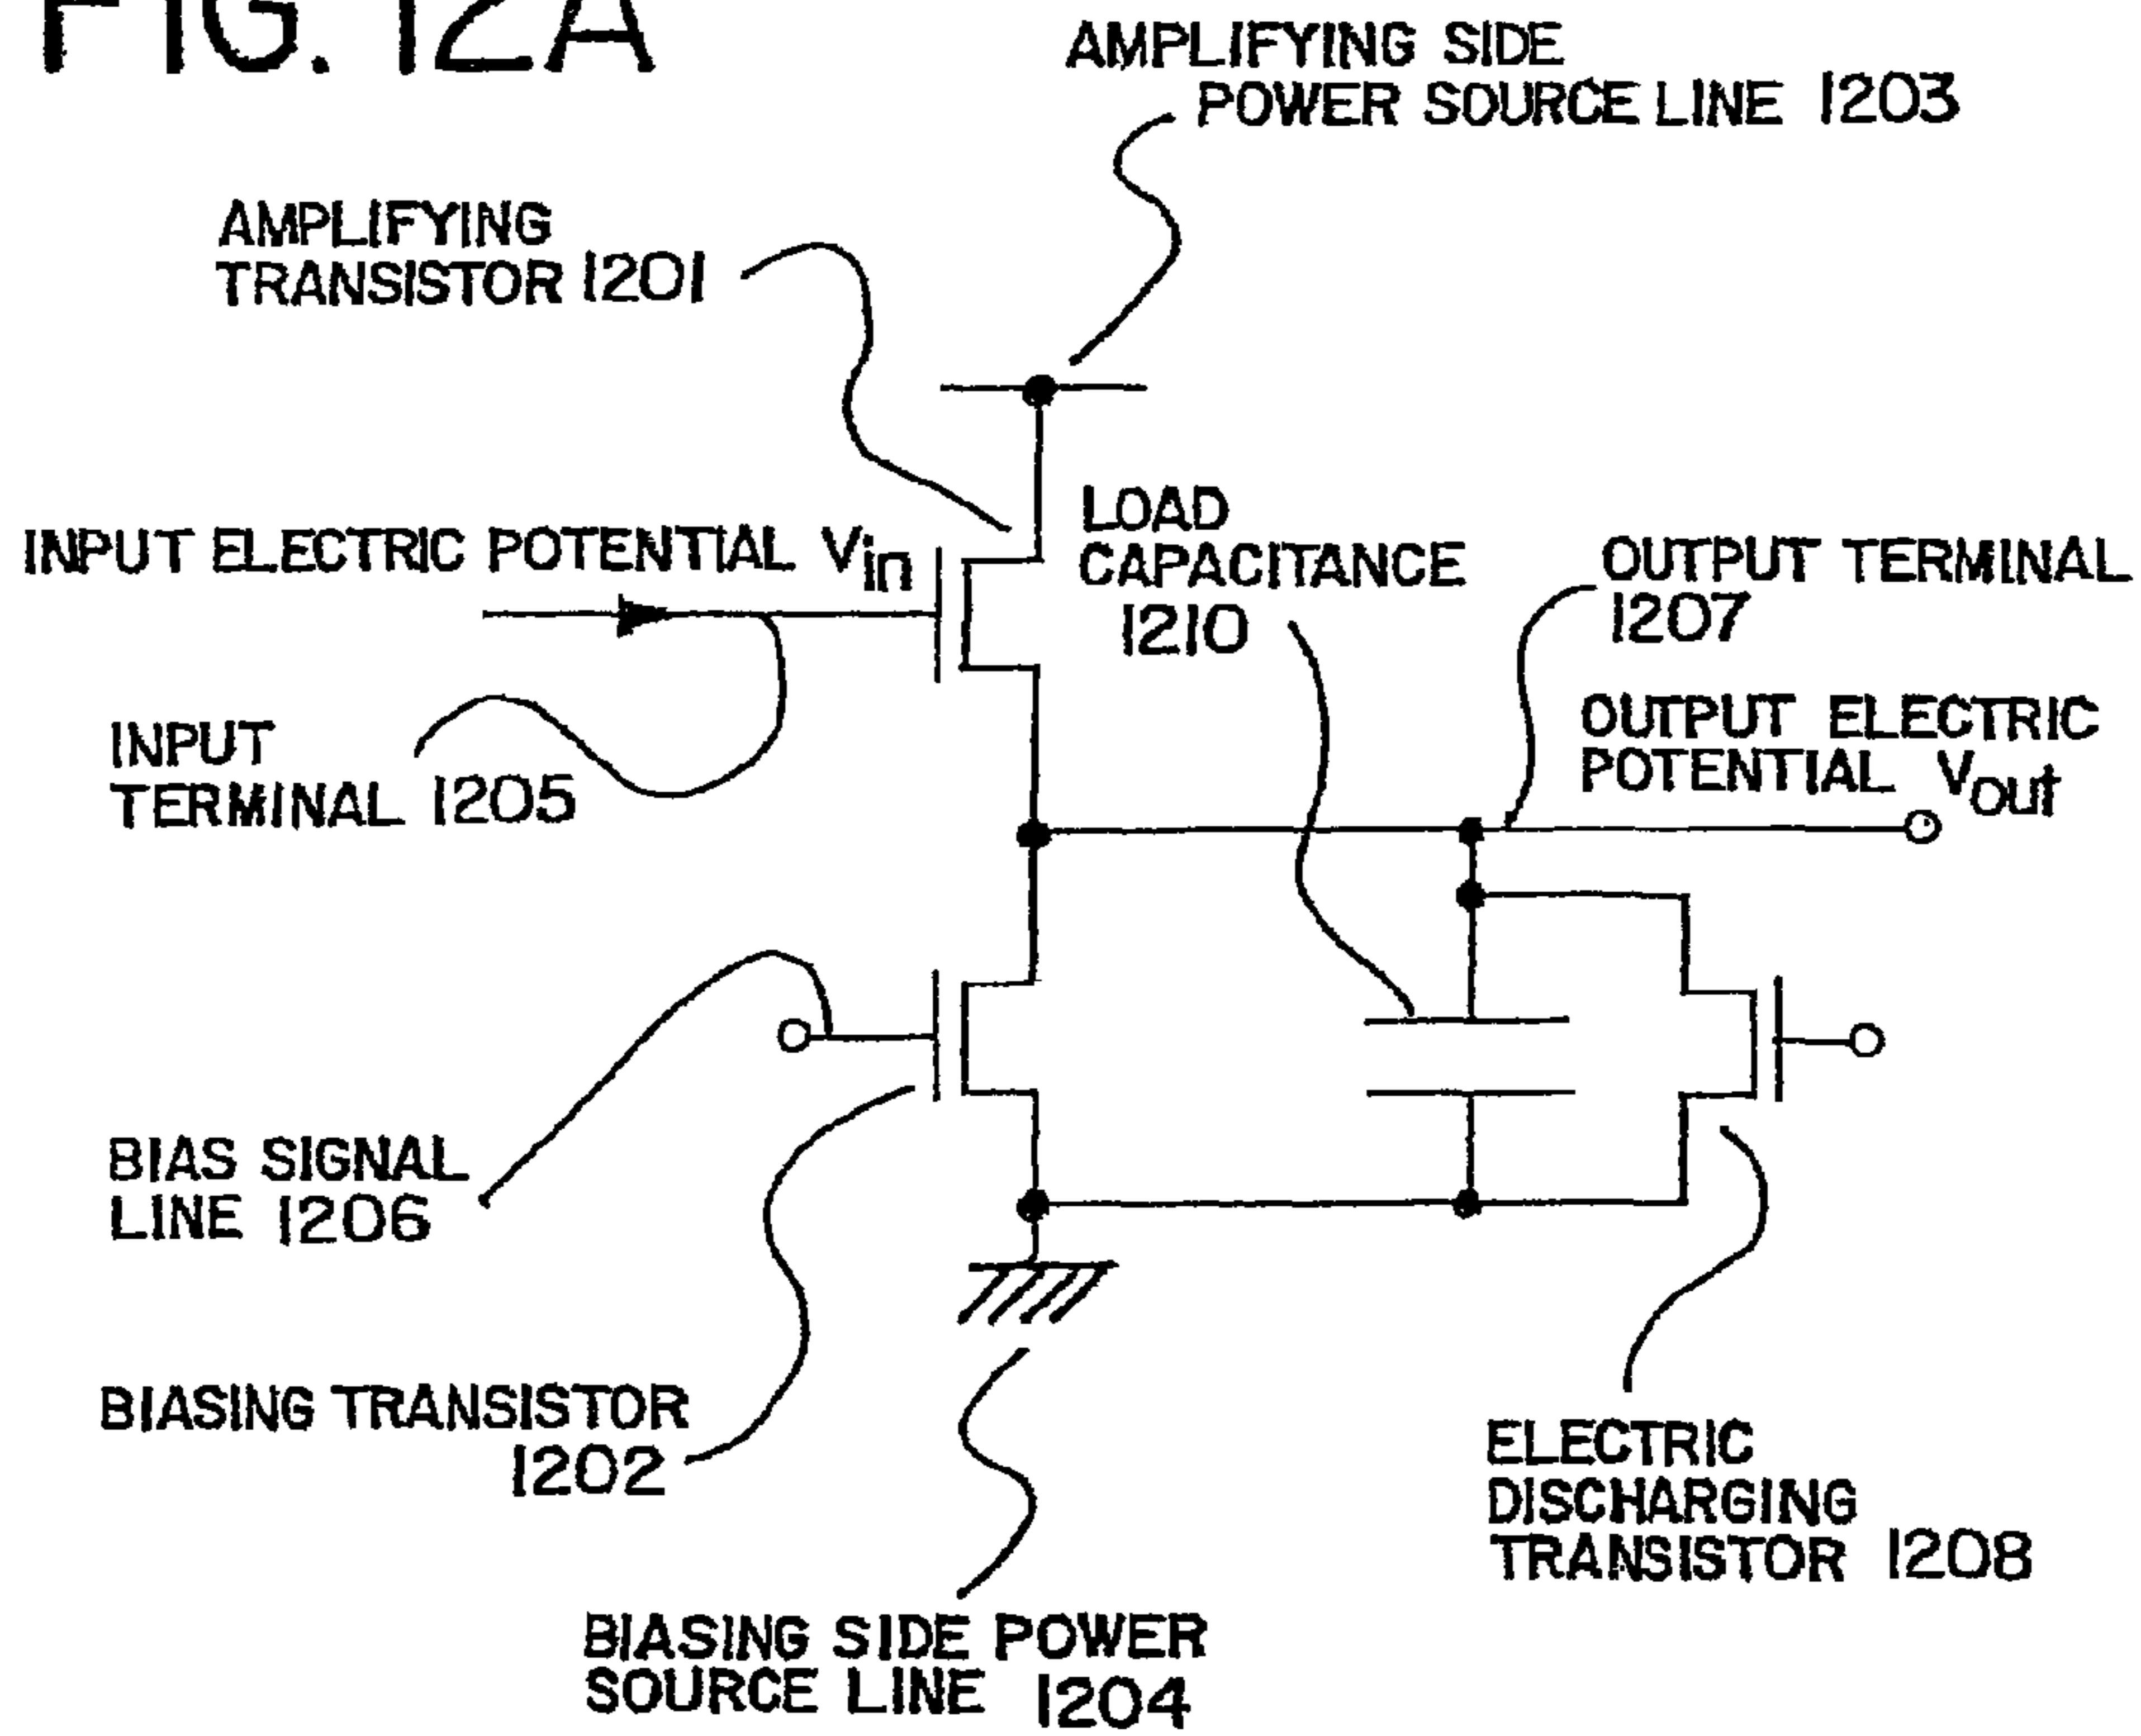 FIG. 12A
AMPLIFYING SIDE
POWER SOURCE LINE 1203
AMPLIFYING
TRANSISTOR 1201
INPUT ELECTRIC POTENTIAL Vin
LOAD
CAPACITANCE
1210
OUTPUT TERMINAL
1207
OUTPUT ELECTRIC
POTENTIAL Vout
INPUT
TERMINAL 1205
BIAS SIGNAL
LINE 1206
BIASING TRANSISTOR
1202
ELECTRIC
DISCHARGING
TRANSISTOR 1208
BIASING SIDE POWER
SOURCE LINE 1204